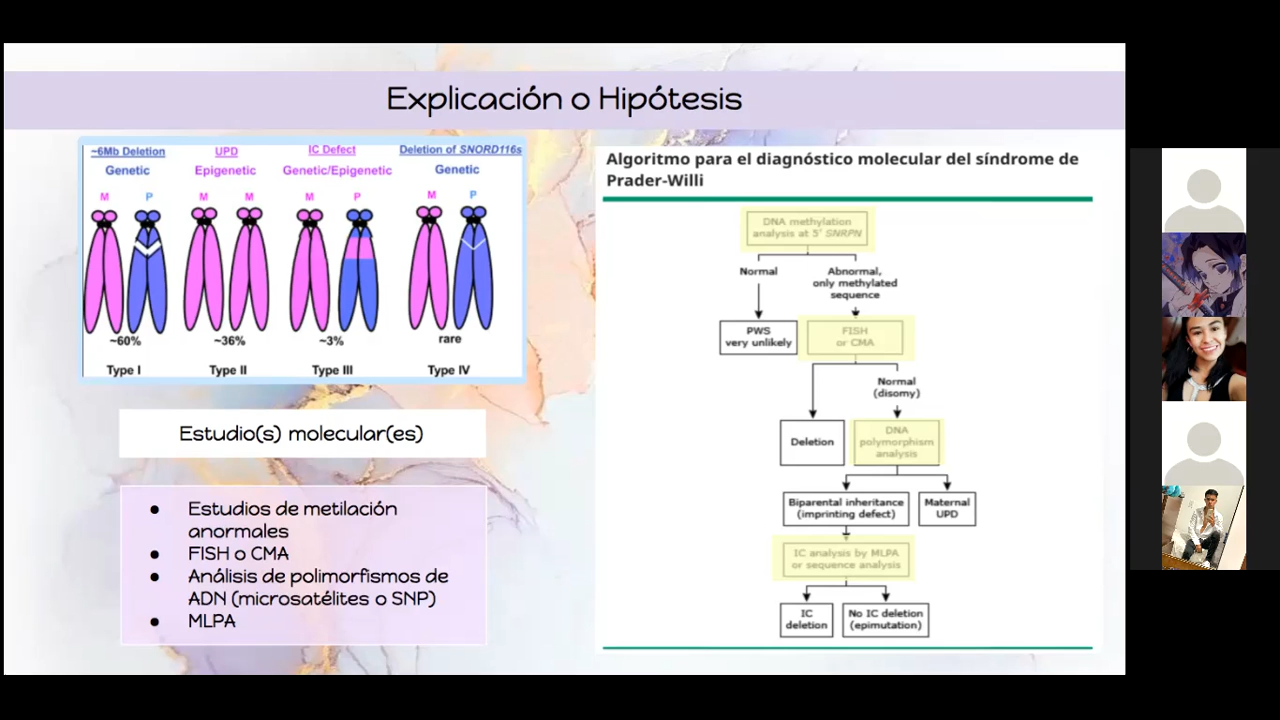 Explicación o Hipótesis
~6Mb Deletion
Genetic
UPD
Epigenetic
IC Defect
Genetic/Epigenetic
Deletion of SNORD116s
Genetic
M P
M M
M P
M P
~60%
~36%
~3%
rare
Type I
Type II
Type III
Type IV
Estudio(s) molecular(es)
● Estudios de metilación
anormales
● FISH o CMA
● Análisis de polimorfismos de
ADN (microsatélites o SNP)
● MLPA
Algoritmo para el diagnóstico molecular del síndrome de
Prader-Willi
DNA methylation
analysis at 5' SNRPN
Normal
Abnormal,
only methylated
sequence
PWS
very unlikely
FISH
or CMA
Normal
(disomy)
Deletion
DNA
polymorphism
analysis
Biparental inheritance
(imprinting defect)
Maternal
UPD
IC analysis by MLPA
or sequence analysis
IC
deletion
No IC deletion
(epimutation)